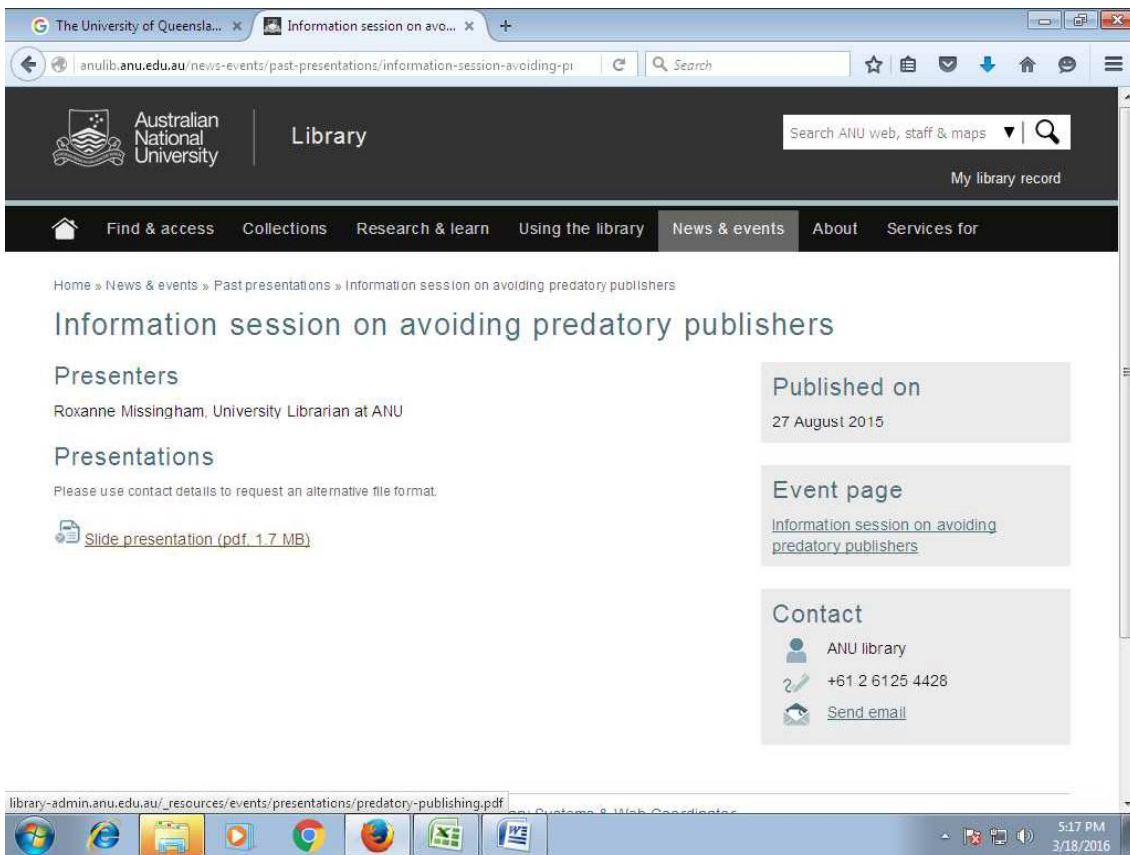 The University of Queensla...
Information session on avo...
anulib.anu.edu.au/news-events/past-presentations/information-session-avoiding-pr
Search
Australian
National
University
Library
Search ANU web, staff & maps
My library record
Find & access
Collections
Research & learn
Using the library
News & events
About
Services for
Home » News & events » Past presentations » Information session on avoiding predatory publishers
Information session on avoiding predatory publishers
Presenters
Roxanne Missingham, University Librarian at ANU
Presentations
Please use contact details to request an alternative file format.
Slide presentation (pdf, 1.7 MB)
Published on
27 August 2015
Event page
Information session on avoiding
predatory publishers
Contact
ANU library
+61 2 6125 4428
Send email
library-admin.anu.edu.au/_resources/events/presentations/predatory-publishing.pdf
Systems & Web Coordinator
5:17 PM
3/18/2016